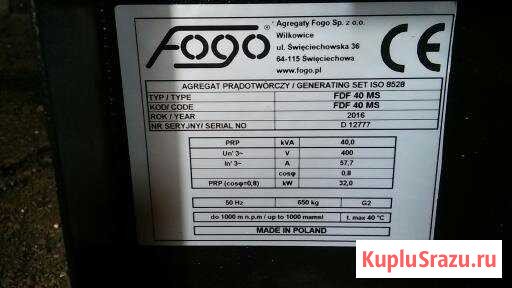 Fogo®
Agregaty Fogo Sp. z o.o.
Wilkowice
ul. Święciechowska 36
64-115 Święciechowa
www.fogo.pl
CE
AGREGAT PRĄDOTWÓRCZY / GENERATING SET ISO 8528
TYP / TYPE FDF 40 MS
KOD/ CODE FDF 40 MS
ROK / YEAR 2016
NR SERYJNY/ SERIAL NO D 12777
PRP kVA 40,0
Un' 3~ V 400
In' 3~ A 57,7
cosφ 0,8
PRP (cosφ=0,8) kW 32,0
50 Hz 650 kg G2
do 1000 m n.p.m / up to 1000 mamsl t. max 40 °C
MADE IN POLAND
KupluSrazu.ru